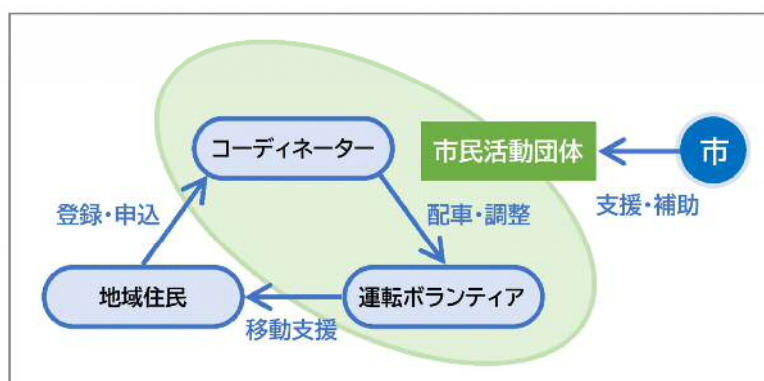 コーディネーター
市民活動団体
市
登録・申込
配車・調整
支援・補助
地域住民
運転ボランティア
移動支援